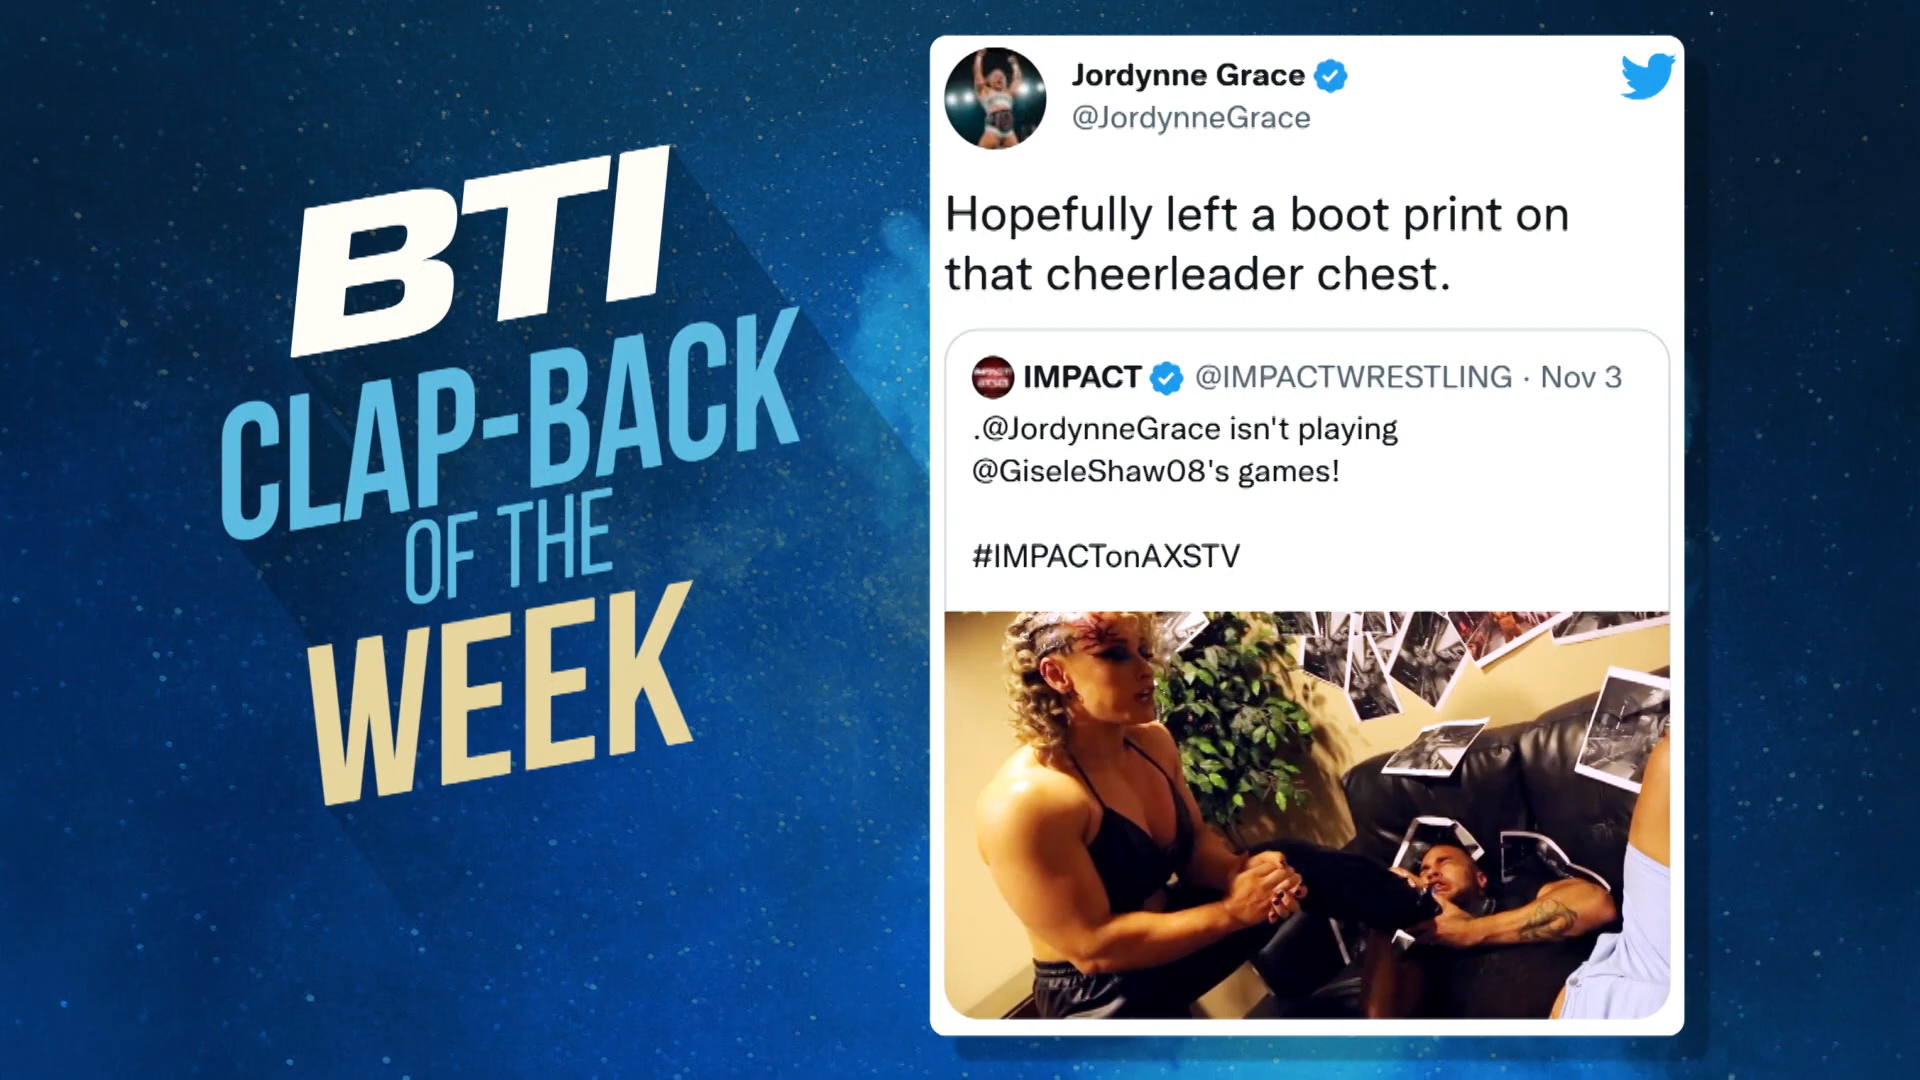 BTI
CLAP-BACK
OF THE
WEEK
Jordynne Grace
@JordynneGrace
Hopefully left a boot print on
that cheerleader chest.
IMPACT @IMPACTWRESTLING · Nov 3
.@JordynneGrace isn't playing
@GiseleShaw08's games!
#IMPACTonAXSTV